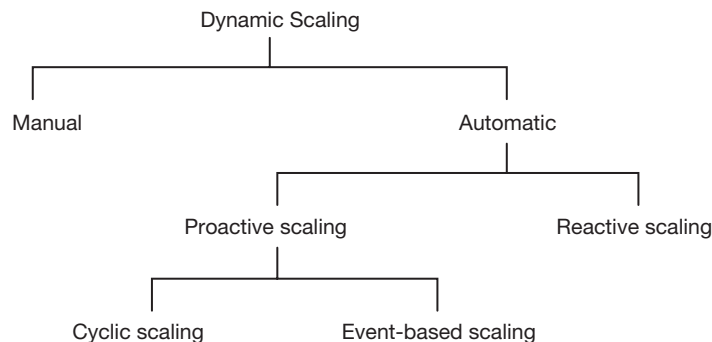 Dynamic Scaling
Manual
Automatic
Proactive scaling
Reactive scaling
Cyclic scaling
Event-based scaling